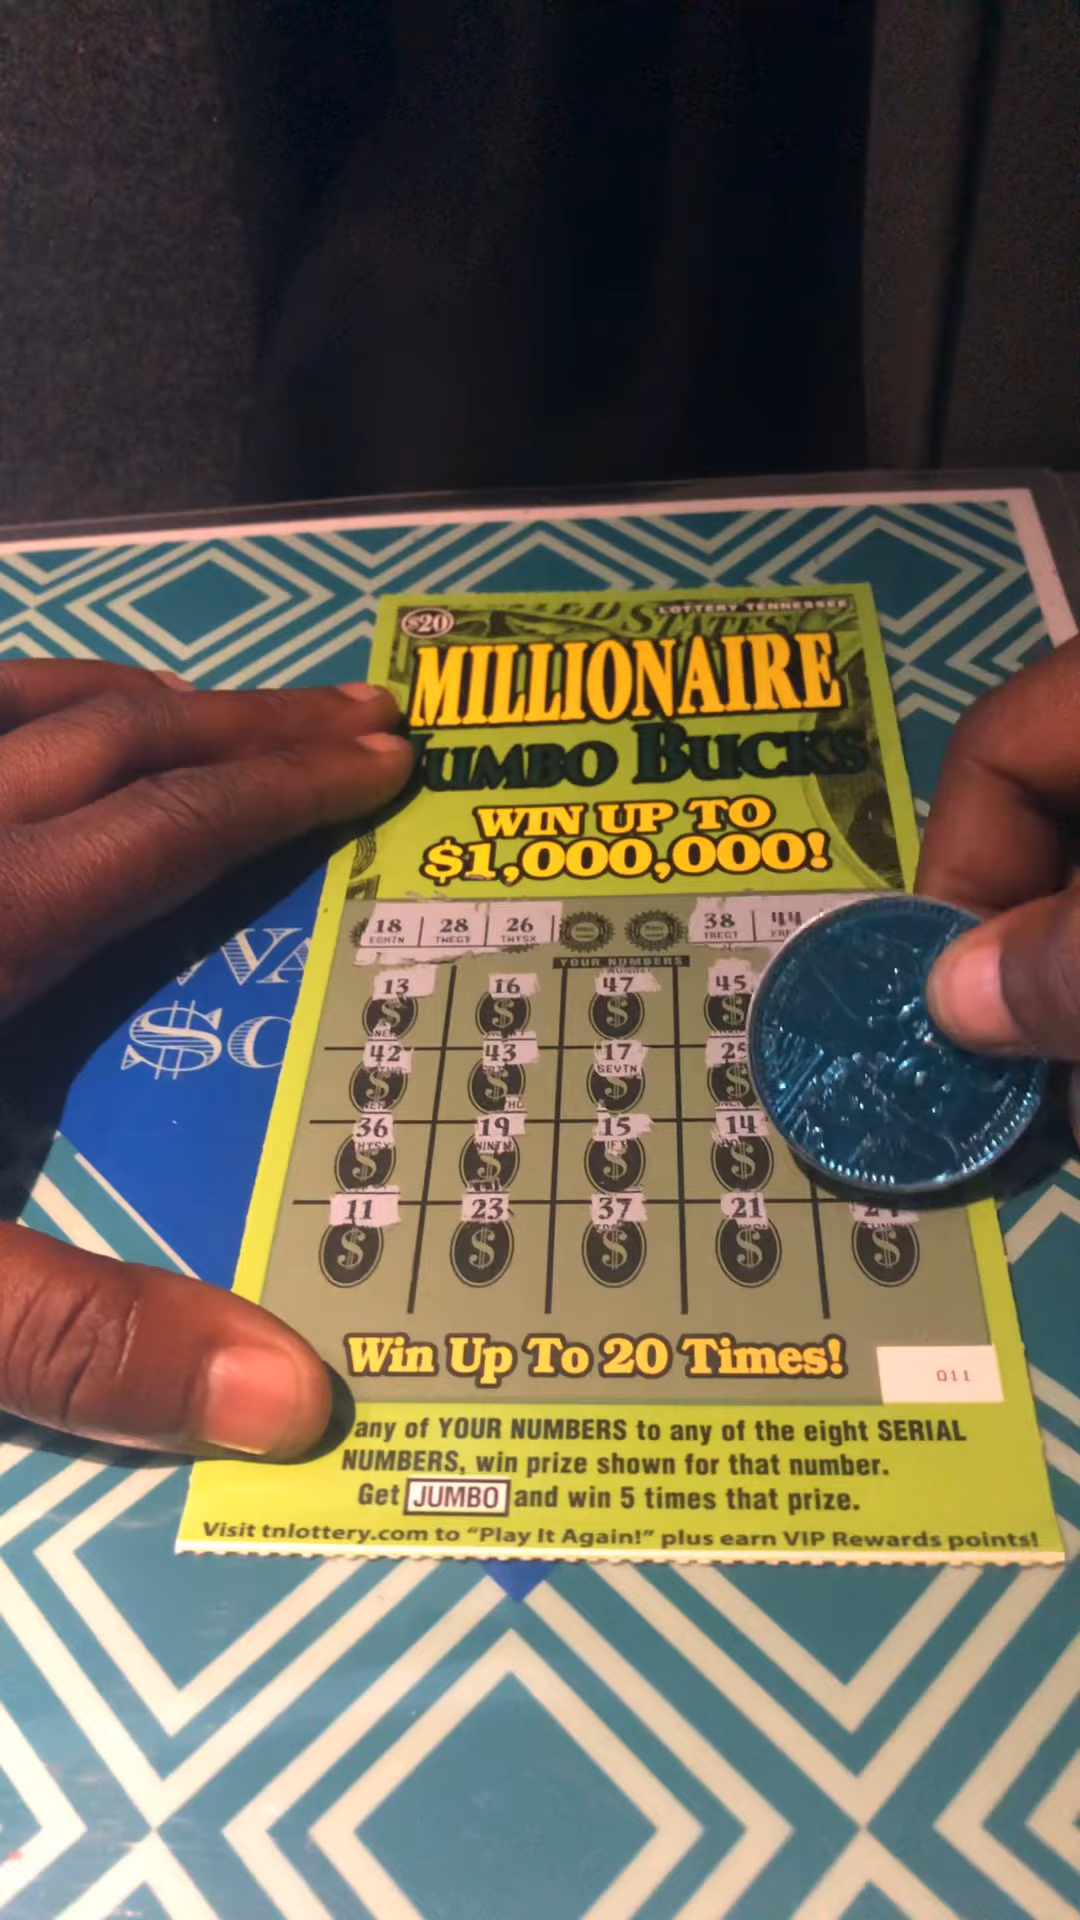 $20
LOTTERY TENNESSEE
STATES
MILLIONAIRE
JUMBO BUCKS
WIN UP TO
$1,000,000!
18 28 26 38 44
EGHTN TWEGT TWYSX TREGT
YOUR NUMBERS
13 16 47 45
42 43 17 25
SEVTN
36 19 15 14
11 23 37 21
$ $ $ $ $
Win Up To 20 Times!
011
any of YOUR NUMBERS to any of the eight SERIAL
NUMBERS, win prize shown for that number.
Get JUMBO and win 5 times that prize.
Visit tnlottery.com to "Play It Again!" plus earn VIP Rewards points!